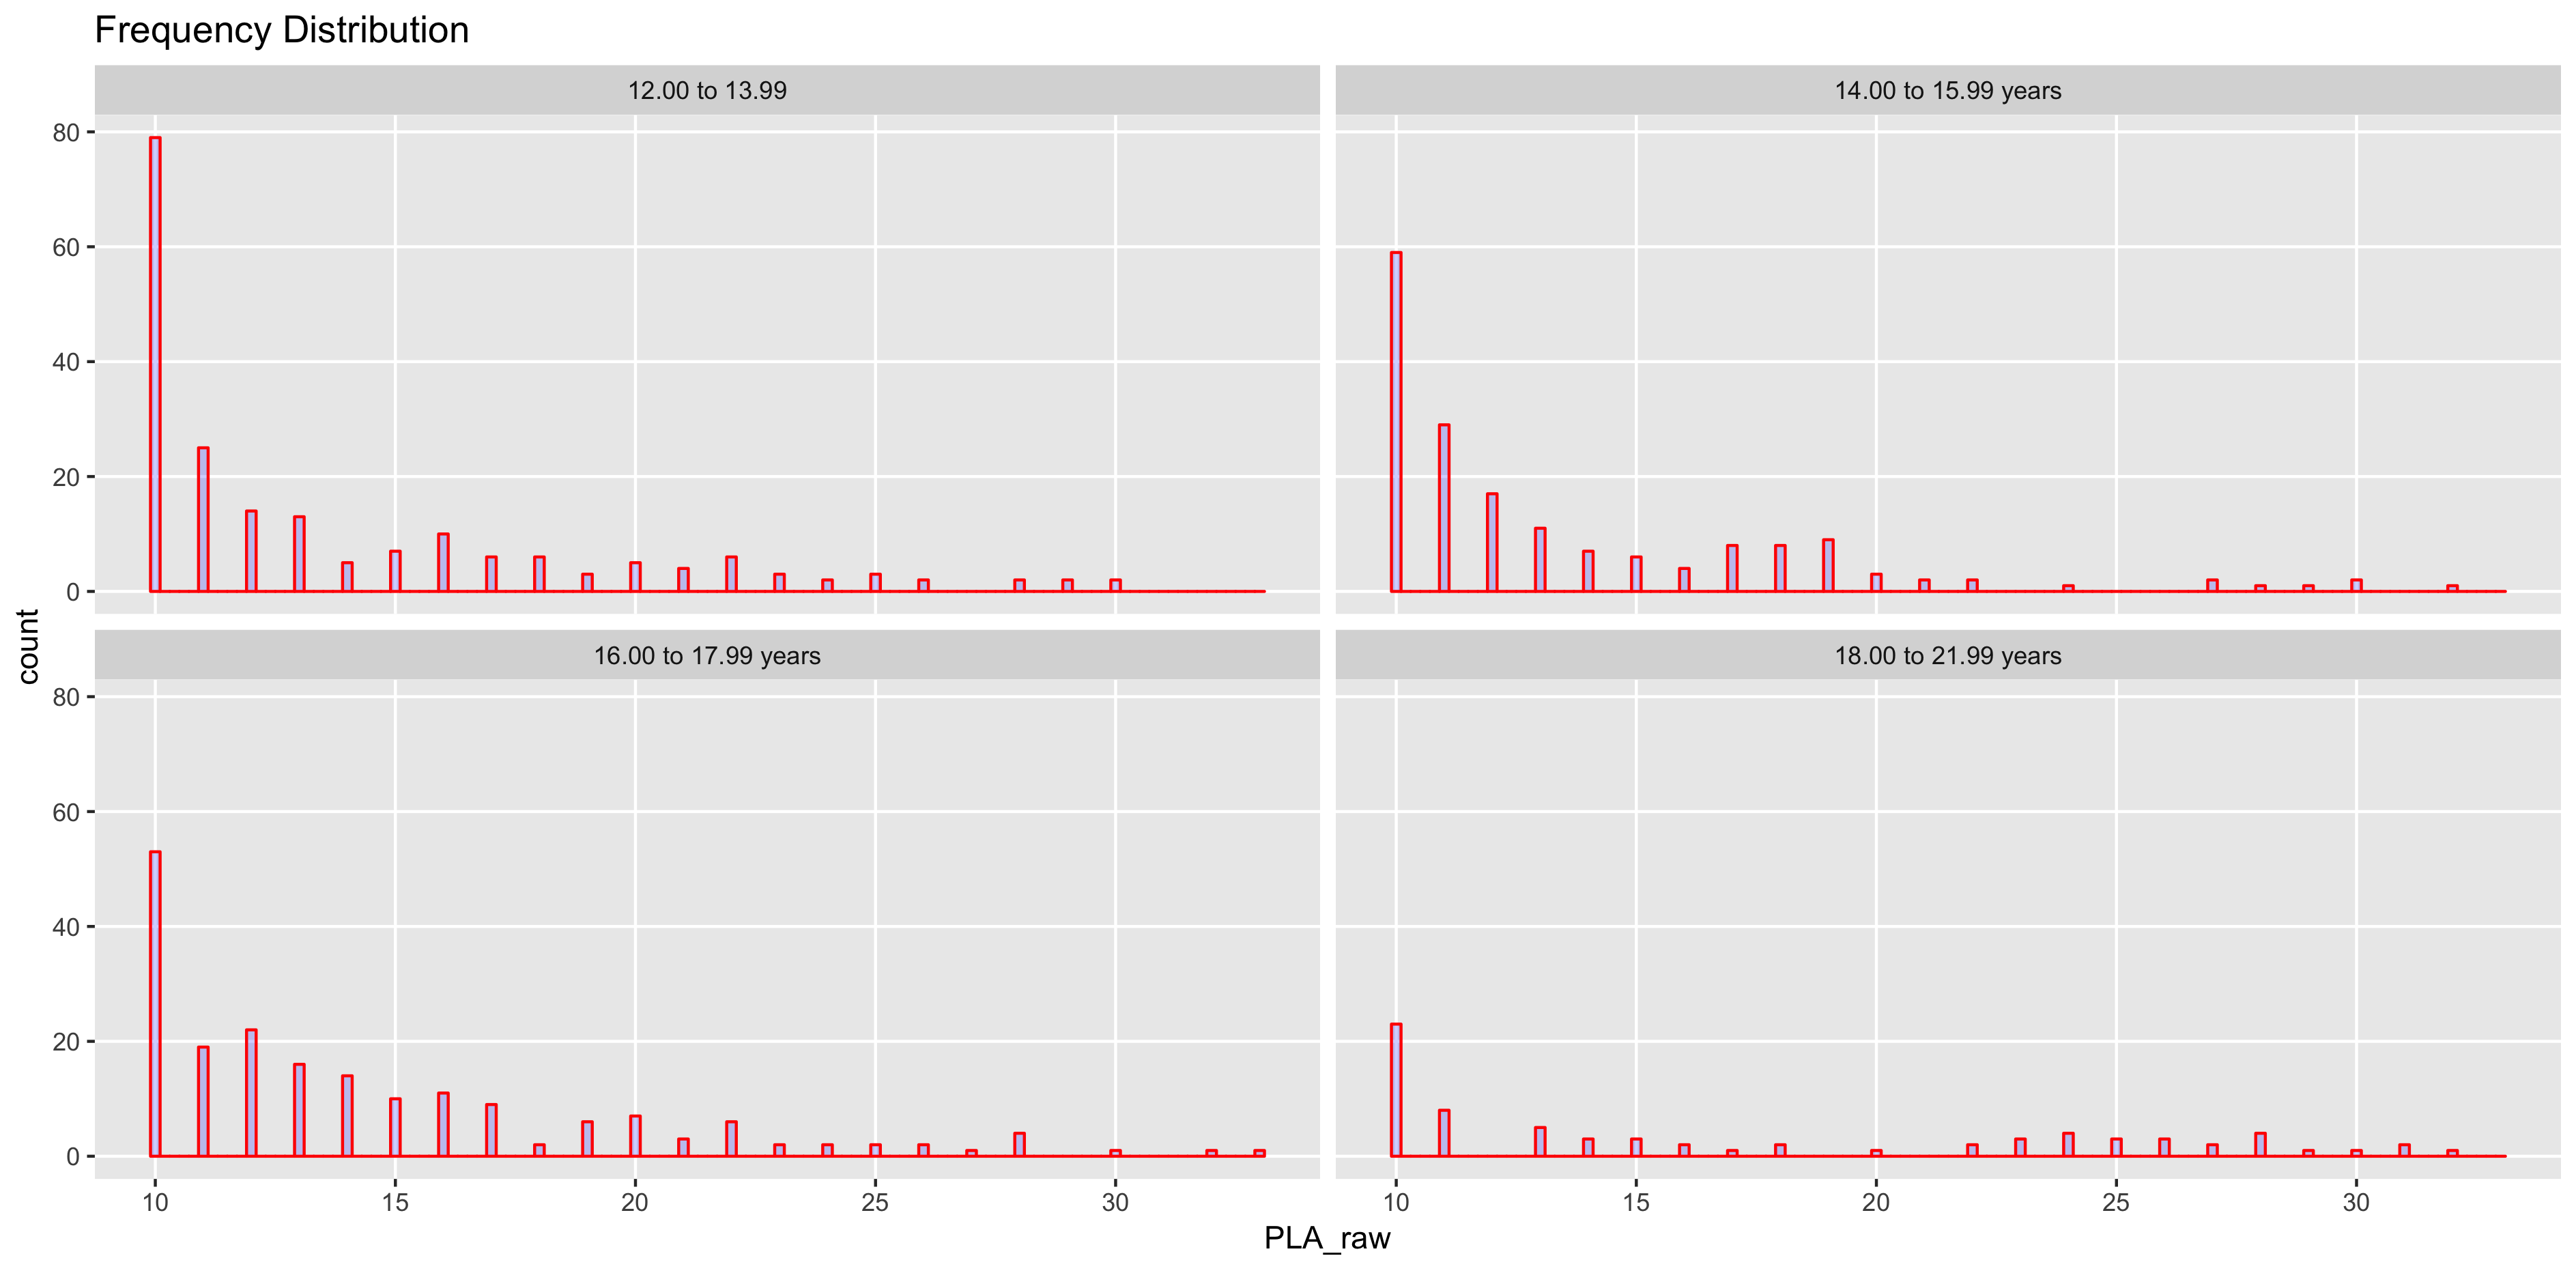 Frequency Distribution
12.00 to 13.99
14.00 to 15.99 years
80
60
40
20
0
count
16.00 to 17.99 years
18.00 to 21.99 years
80
60
40
20
0
10 15 20 25 30
10 15 20 25 30
PLA_raw